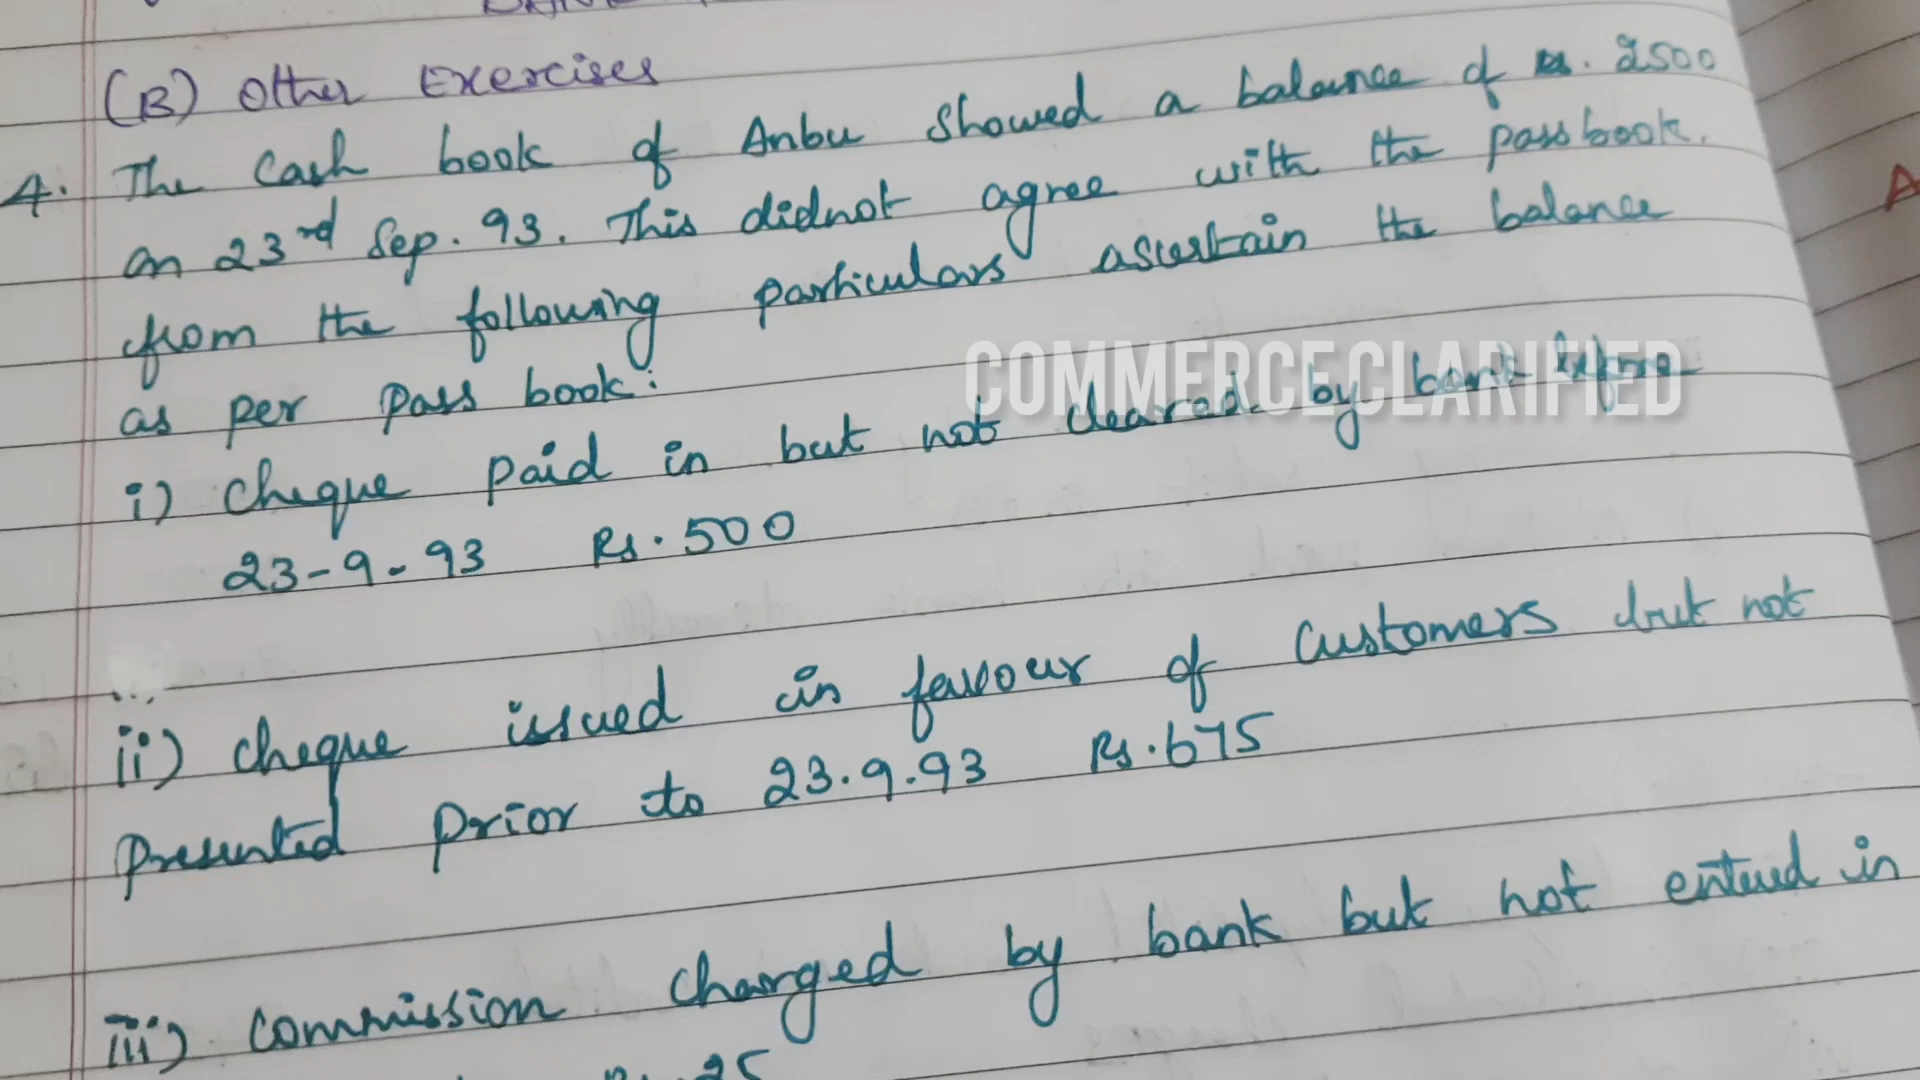 (B) Other Exercises
4. The Cash book of Anbu showed a balance of Rs. 2500
on 23rd Sep. 93. This didnot agree with the passbook.
from the following particulars ascertain the balance
as per Pass book:
COMMERCE CLARIFIED
i) cheque paid in but not cleared by bank before
23-9-93 Rs. 500
ii) cheque issued in favour of customers but not
presented prior to 23.9.93 Rs. 675
iii) commission charged by bank but not entered in
Rs. 25
A